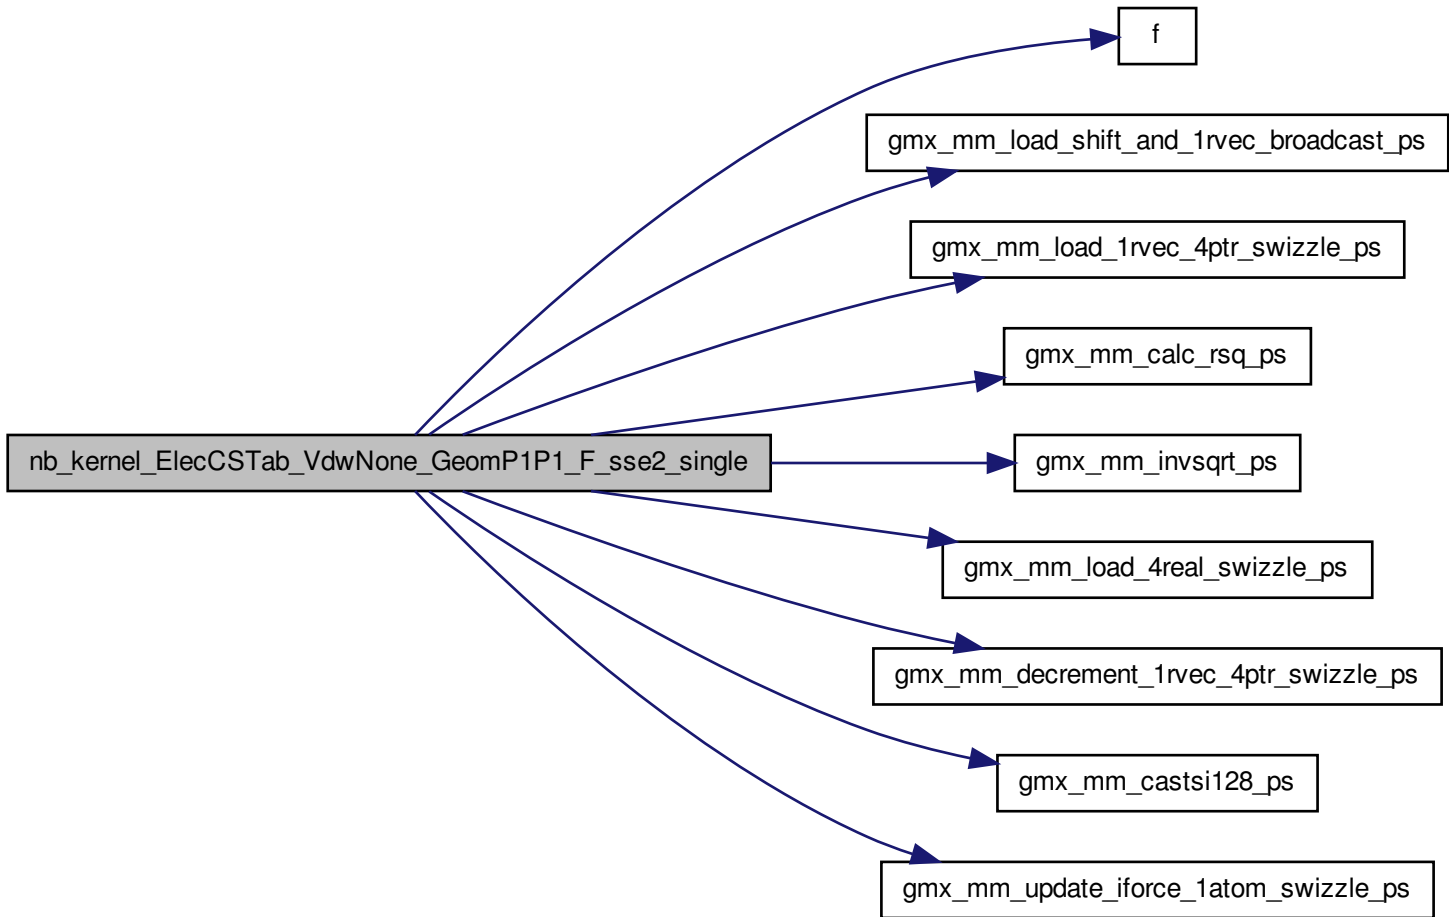 f
gmx_mm_load_shift_and_1rvec_broadcast_ps
gmx_mm_load_1rvec_4ptr_swizzle_ps
gmx_mm_calc_rsq_ps
nb_kernel_ElecCSTab_VdwNone_GeomP1P1_F_sse2_single
gmx_mm_invsqrt_ps
gmx_mm_load_4real_swizzle_ps
gmx_mm_decrement_1rvec_4ptr_swizzle_ps
gmx_mm_castsi128_ps
gmx_mm_update_iforce_1atom_swizzle_ps